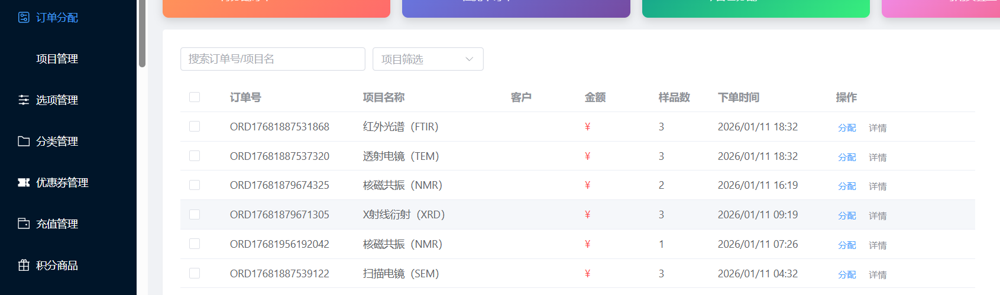 订单分配
项目管理
选项管理
分类管理
优惠券管理
充值管理
积分商品
搜索订单号/项目名 项目筛选
订单号 项目名称 客户 金额 样品数 下单时间 操作
ORD17681887531868 红外光谱（FTIR） ¥ 3 2026/01/11 18:32 分配 详情
ORD17681887537320 透射电镜（TEM） ¥ 3 2026/01/11 18:32 分配 详情
ORD17681879674325 核磁共振（NMR） ¥ 2 2026/01/11 16:19 分配 详情
ORD17681879671305 X射线衍射（XRD） ¥ 3 2026/01/11 09:19 分配 详情
ORD17681956192042 核磁共振（NMR） ¥ 1 2026/01/11 07:26 分配 详情
ORD17681887539122 扫描电镜（SEM） ¥ 3 2026/01/11 04:32 分配 详情